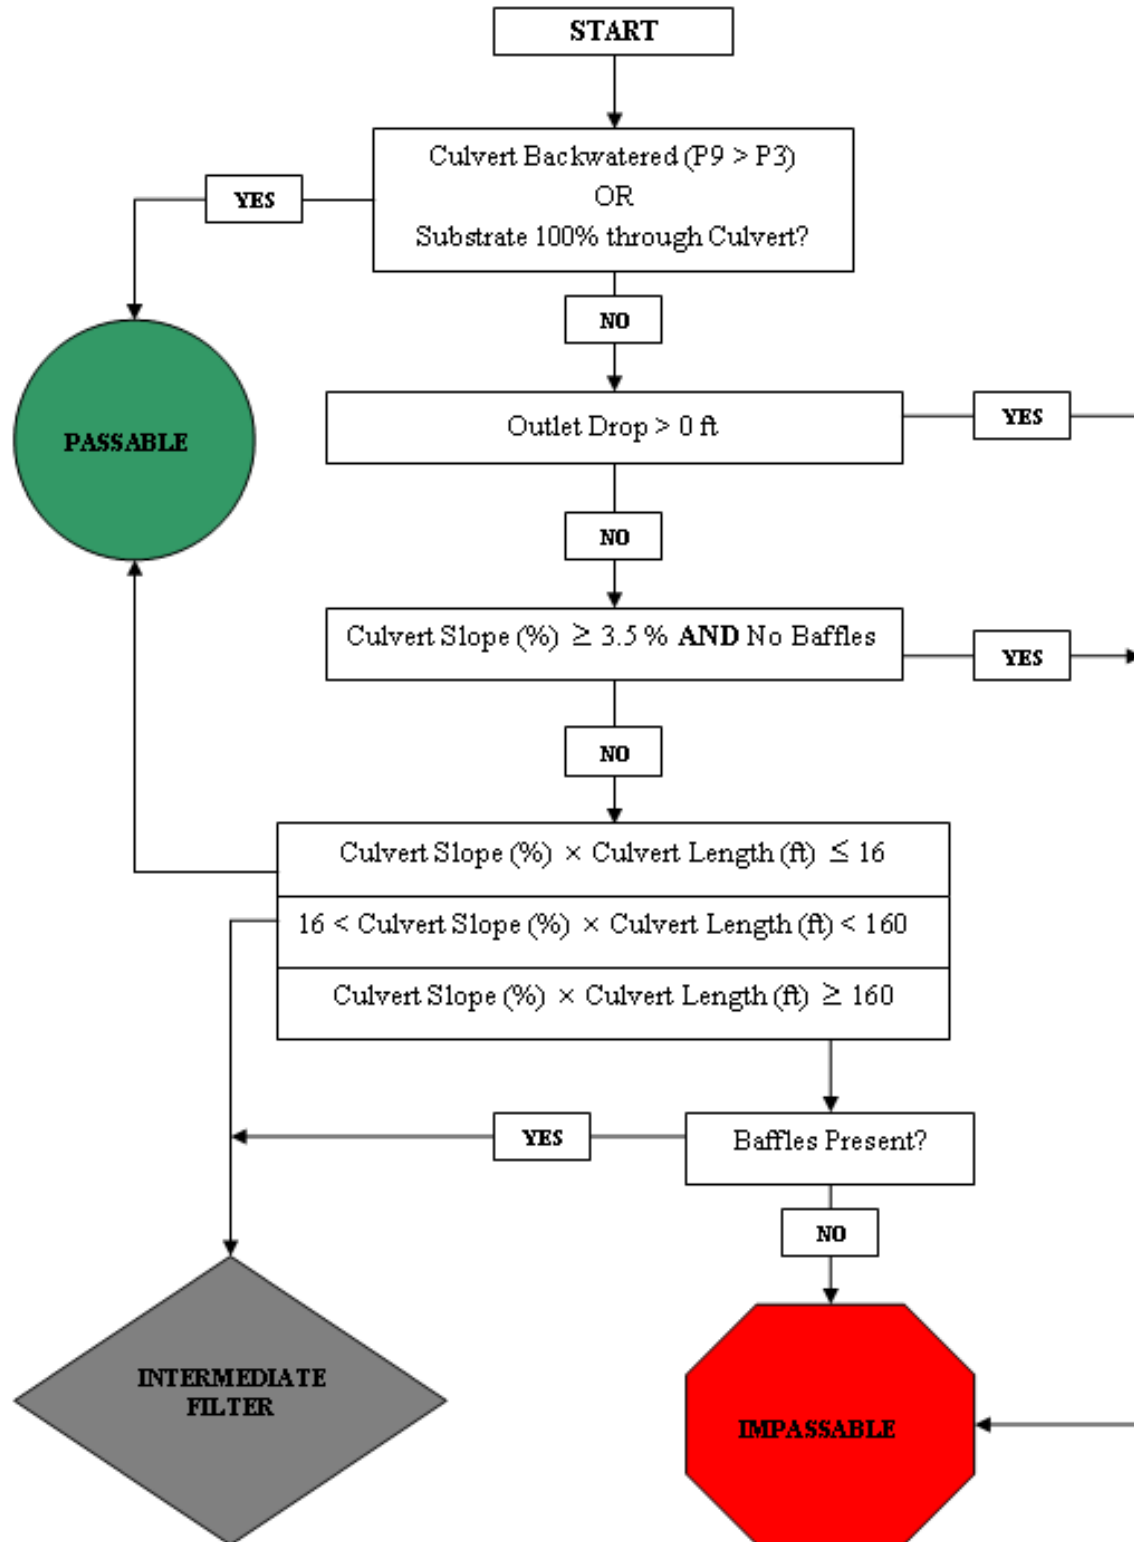 START
Culvert Backwatered (P9 > P3)
OR
Substrate 100% through Culvert?
YES
NO
PASSABLE
Outlet Drop > 0 ft
YES
NO
Culvert Slope (%) ≥ 3.5 % AND No Baffles
YES
NO
Culvert Slope (%) × Culvert Length (ft) ≤ 16
16 < Culvert Slope (%) × Culvert Length (ft) < 160
Culvert Slope (%) × Culvert Length (ft) ≥ 160
YES
Baffles Present?
NO
INTERMEDIATE
FILTER
IMPASSABLE